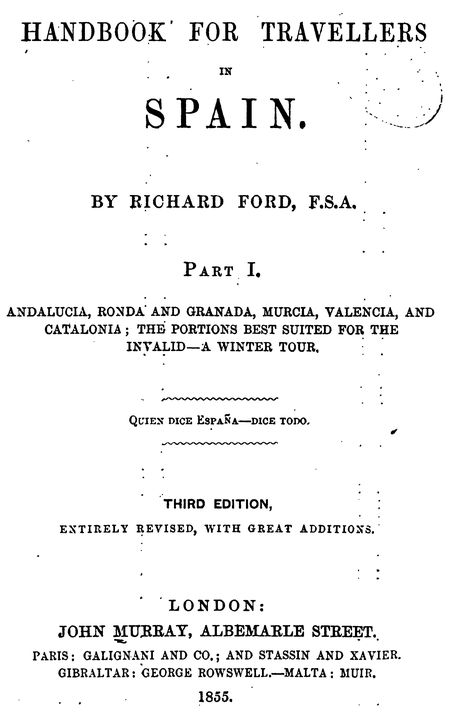 HANDBOOK FOR TRAVELLERS
IN
SPAIN.
BY RICHARD FORD, F.S.A.
PART I.
ANDALUCIA, RONDA AND GRANADA, MURCIA, VALENCIA, AND
CATALONIA; THE PORTIONS BEST SUITED FOR THE
INVALID—A WINTER TOUR.
QUIEN DICE ESPAÑA—DICE TODO.
THIRD EDITION,
ENTIRELY REVISED, WITH GREAT ADDITIONS.
LONDON:
JOHN MURRAY, ALBEMARLE STREET.
PARIS: GALIGNANI AND CO.; AND STASSIN AND XAVIER.
GIBRALTAR: GEORGE ROWSWELL.—MALTA: MUIR.
1855.